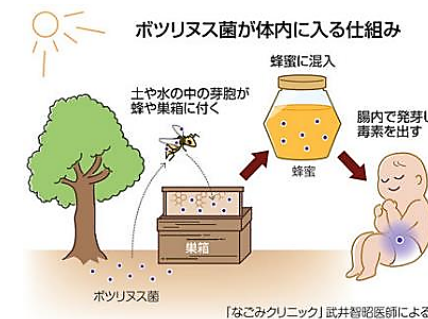 ボツリヌス菌が体内に入る仕組み
蜂蜜に混入
土や水の中の芽胞が
蜂や巣箱に付く
腸内で発芽し
毒素を出す
蜂蜜
巣箱
ボツリヌス菌
「なごみクリニック」武井智昭医師による